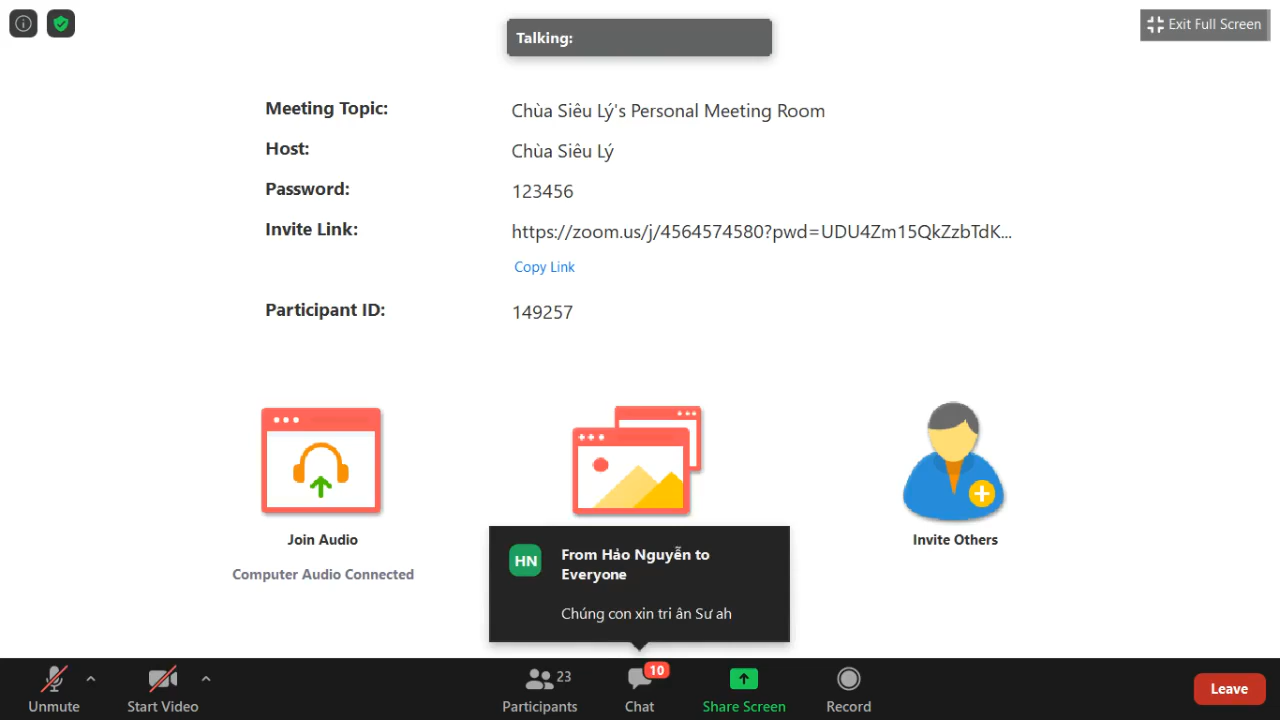 Talking:
Exit Full Screen
Meeting Topic: Chùa Siêu Lý's Personal Meeting Room
Host: Chùa Siêu Lý
Password: 123456
Invite Link: https://zoom.us/j/4564574580?pwd=UDU4Zm15QkZzbTdK...
Copy Link
Participant ID: 149257
Join Audio
Computer Audio Connected
Invite Others
HN
From Hảo Nguyễn to
Everyone
Chúng con xin tri ân Sư ah
Unmute
Start Video
23
Participants
10
Chat
Share Screen
Record
Leave